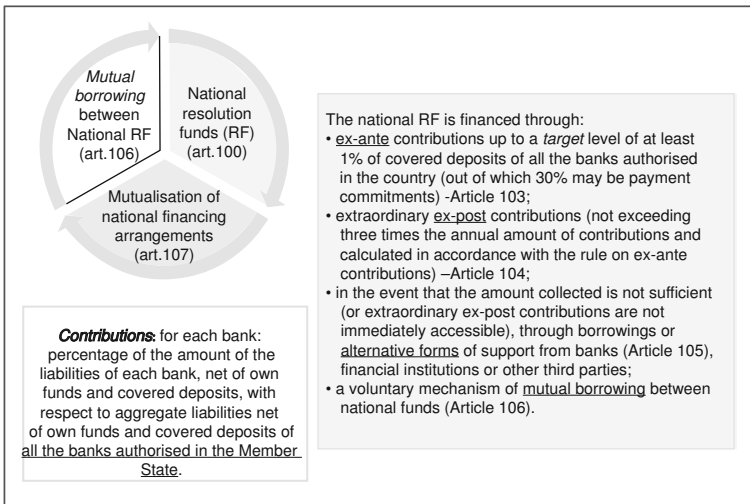 Mutual
borrowing
between
National RF
(art.106)
National
resolution
funds (RF)
(art.100)
Mutualisation of
national financing
arrangements
(art.107)
Contributions: for each bank:
percentage of the amount of the
liabilities of each bank, net of own
funds and covered deposits, with
respect to aggregate liabilities net
of own funds and covered deposits of
all the banks authorised in the Member
State.
The national RF is financed through:
• ex-ante contributions up to a target level of at least
1% of covered deposits of all the banks authorised
in the country (out of which 30% may be payment
commitments) -Article 103;
• extraordinary ex-post contributions (not exceeding
three times the annual amount of contributions and
calculated in accordance with the rule on ex-ante
contributions) –Article 104;
• in the event that the amount collected is not sufficient
(or extraordinary ex-post contributions are not
immediately accessible), through borrowings or
alternative forms of support from banks (Article 105),
financial institutions or other third parties;
• a voluntary mechanism of mutual borrowing between
national funds (Article 106).